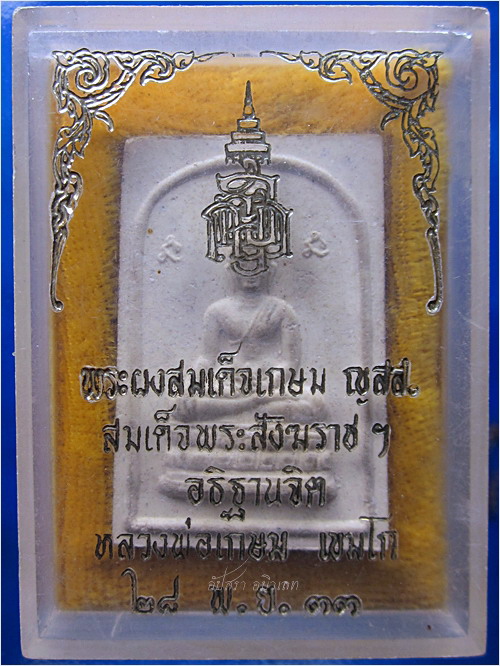 พระผงสมเด็จเกษม ญสส.
สมเด็จพระสังฆราชฯ
อธิฐานจิต
หลวงพ่อเกษม เขมโก
๒๘ พ.ย. ๓๓